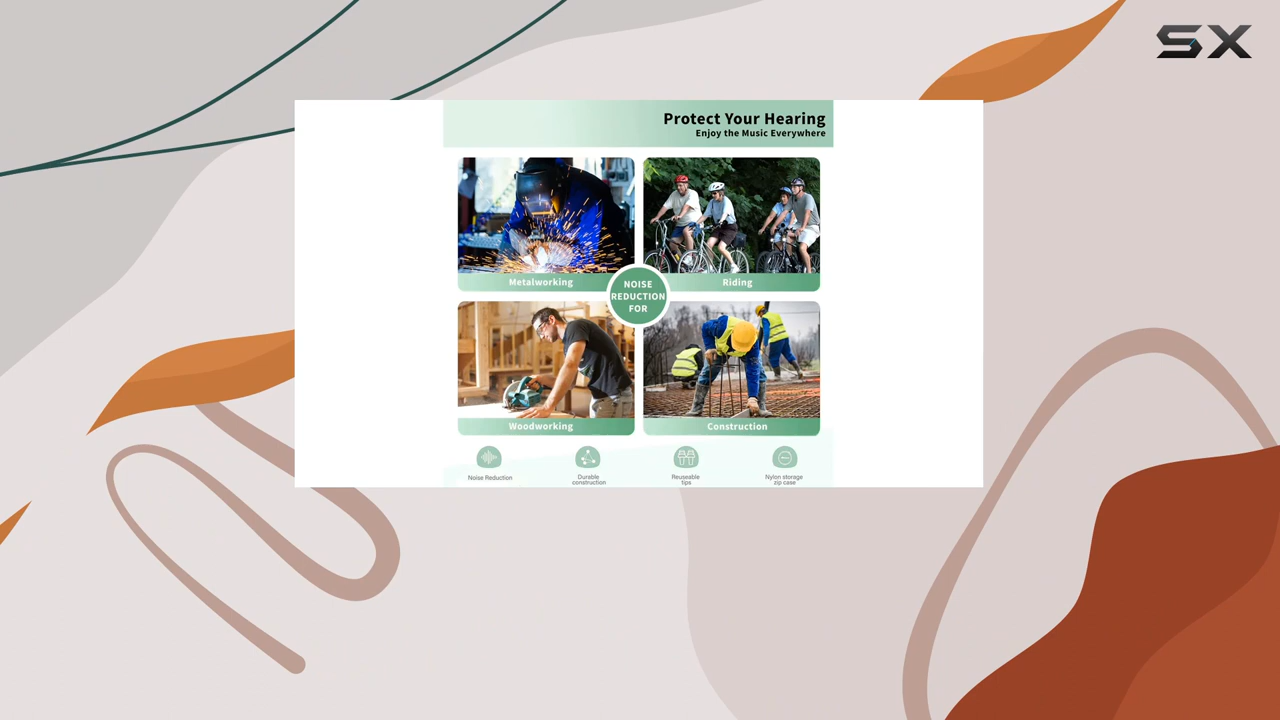 SX
Protect Your Hearing
Enjoy the Music Everywhere
Metalworking
Riding
NOISE
REDUCTION
FOR
Woodworking
Construction
Noise Reduction
Durable
construction
Reuseable
tips
Nylon storage
zip case